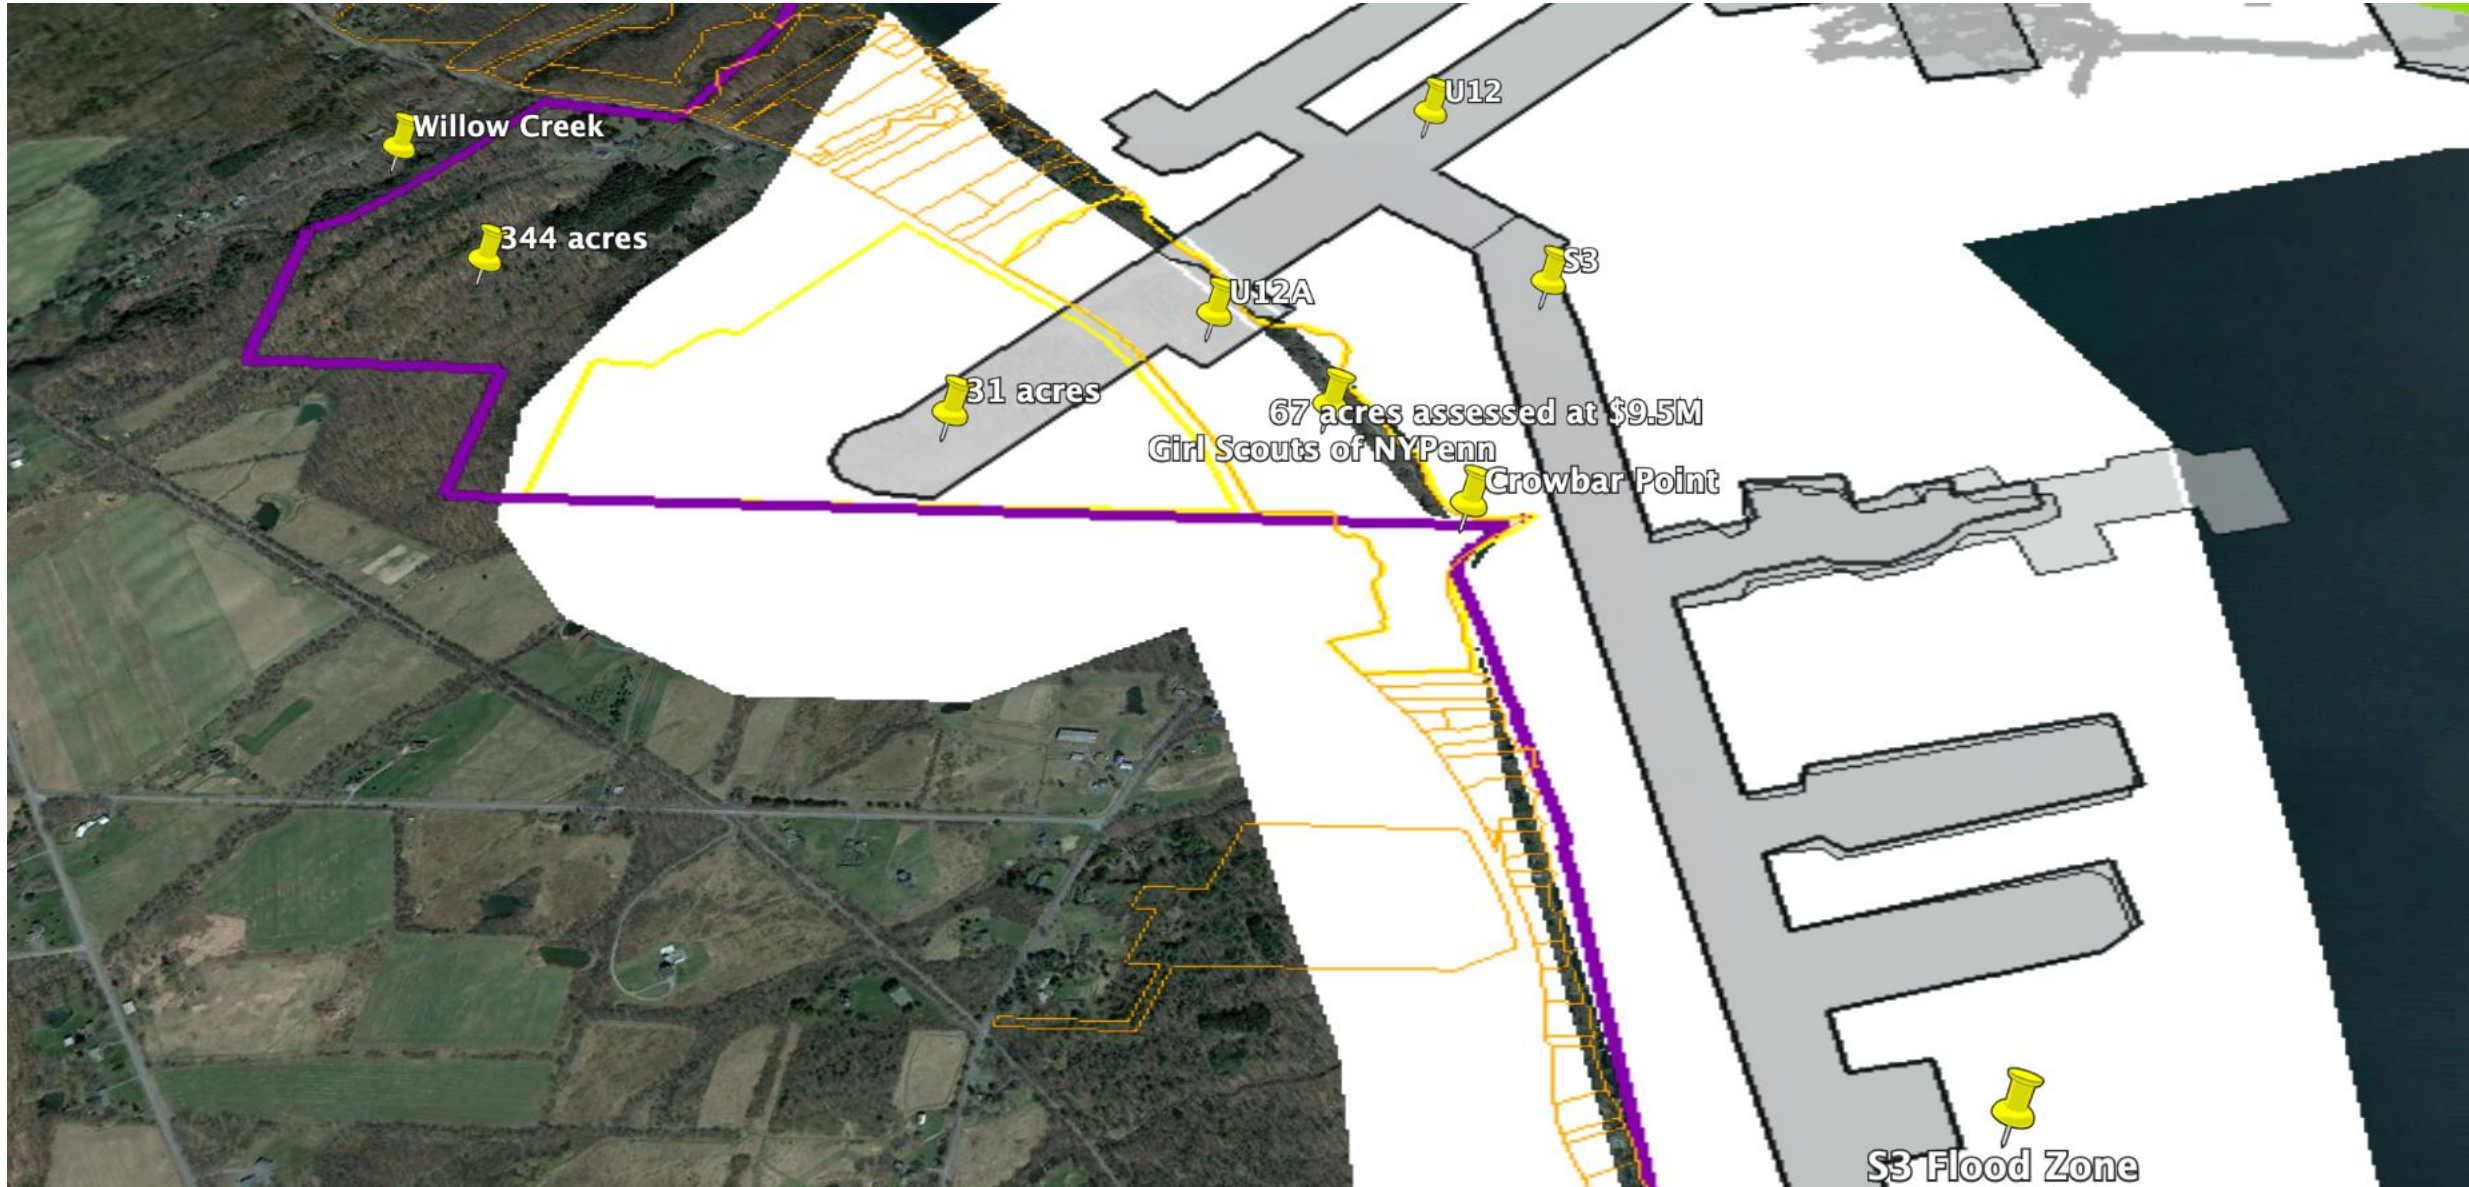 U12
Willow Creek
344 acres
S3
U12A
31 acres
67 acres assessed at $9.5M
Girl Scouts of NYPenn
Crowbar Point
S3 Flood Zone